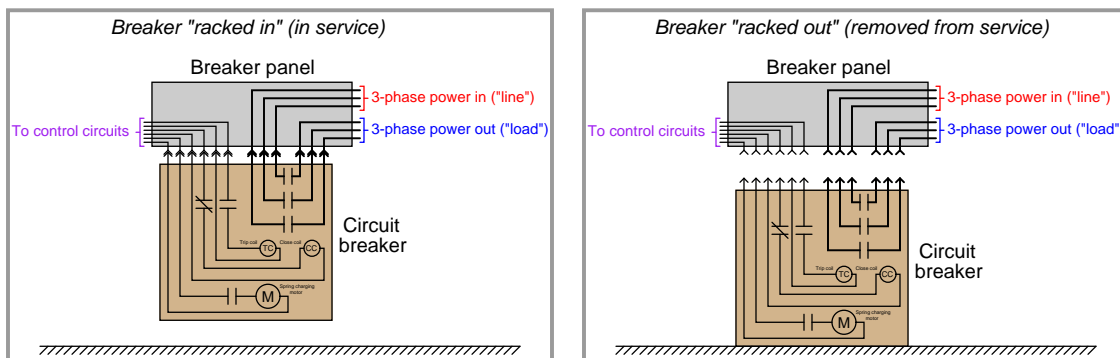 Breaker "racked in" (in service)
Breaker panel
3-phase power in ("line")
To control circuits
3-phase power out ("load")
Circuit
breaker
Trip coil
TC
Close coil
CC
Spring charging
motor
M
Breaker "racked out" (removed from service)
Breaker panel
3-phase power in ("line")
To control circuits
3-phase power out ("load"
Circuit
breaker
Trip coil
TC
Close coil
CC
Spring charging
motor
M